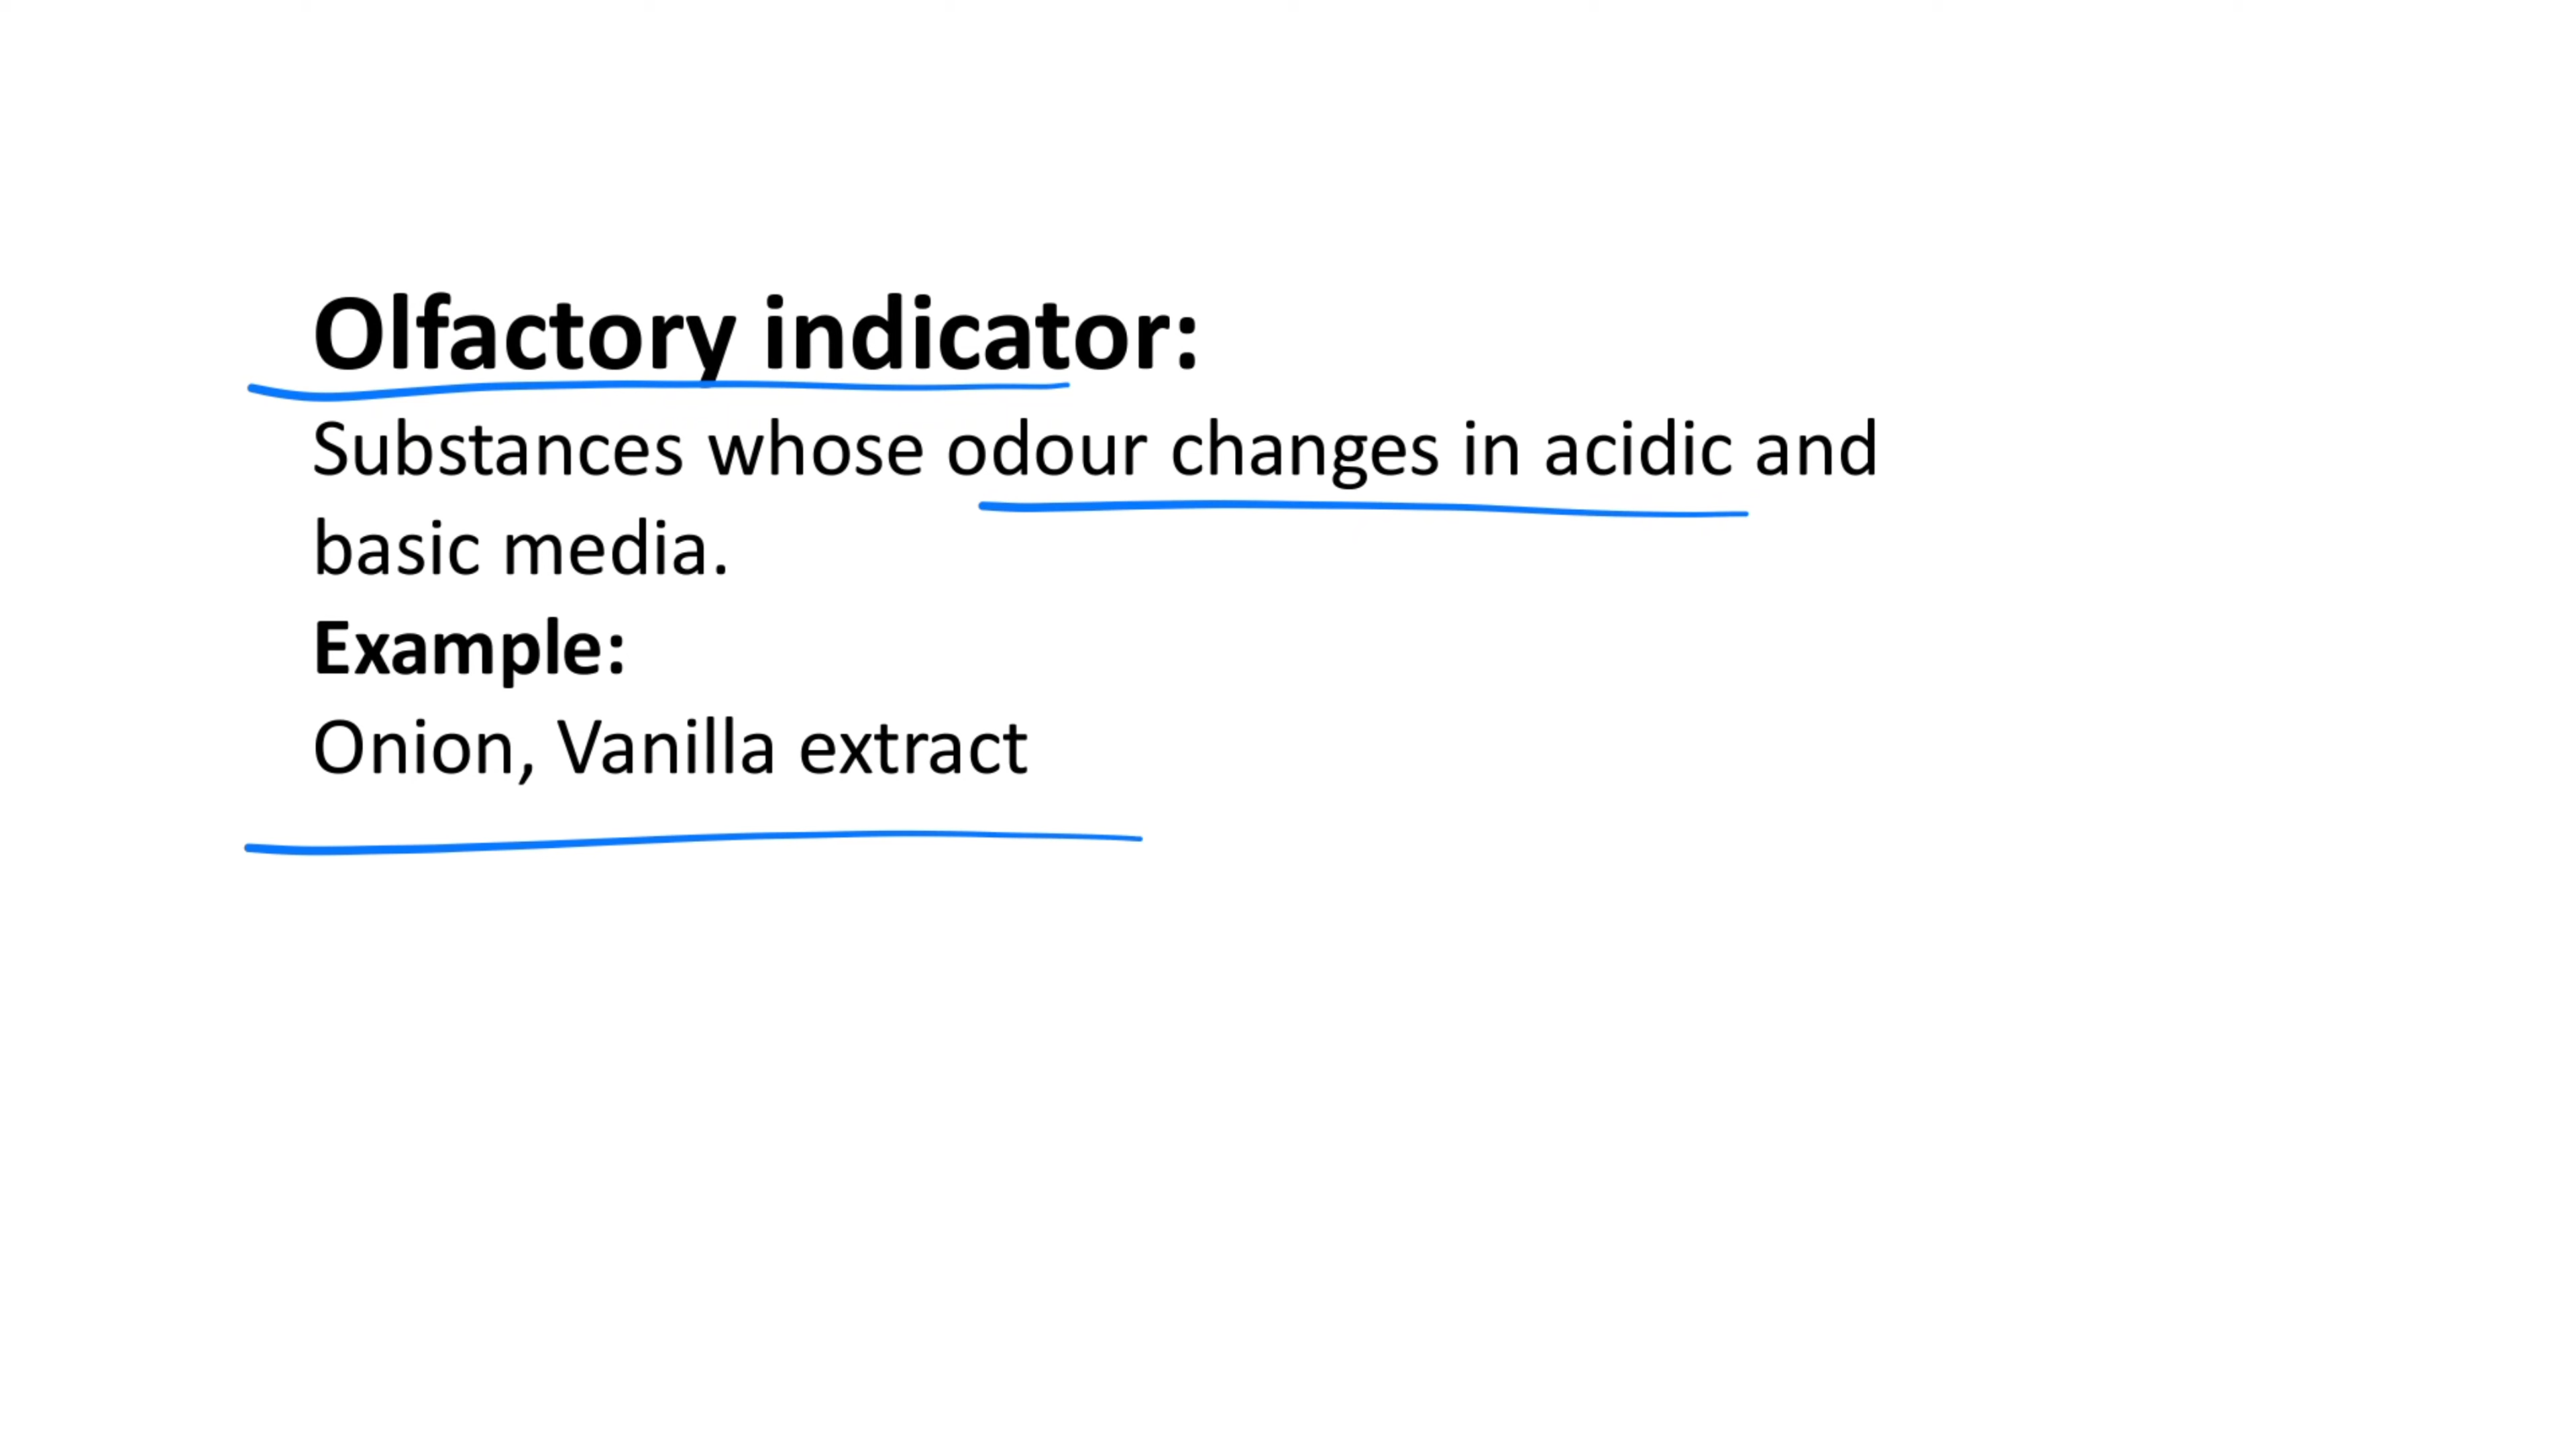 Olfactory indicator:
Substances whose odour changes in acidic and
basic media.
Example:
Onion, Vanilla extract